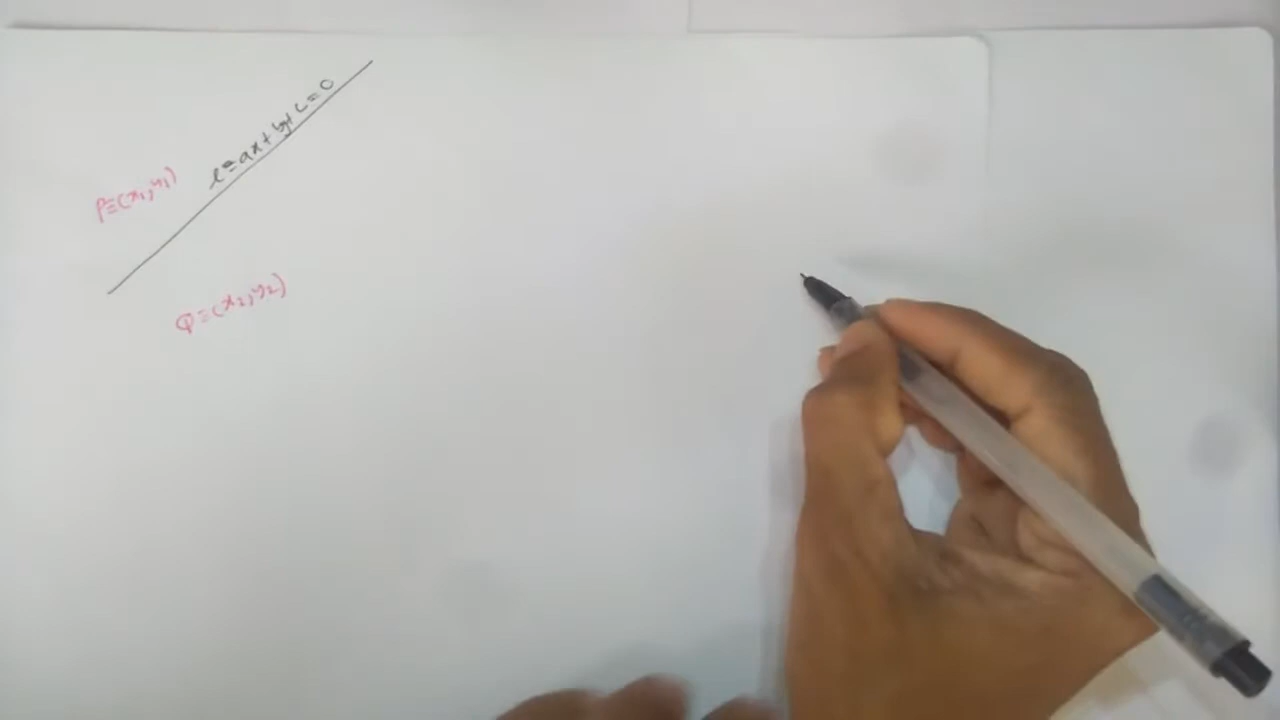 l≡ax+by+c=0
P≡(x₁,y₁)
Q≡(x₂,y₂)